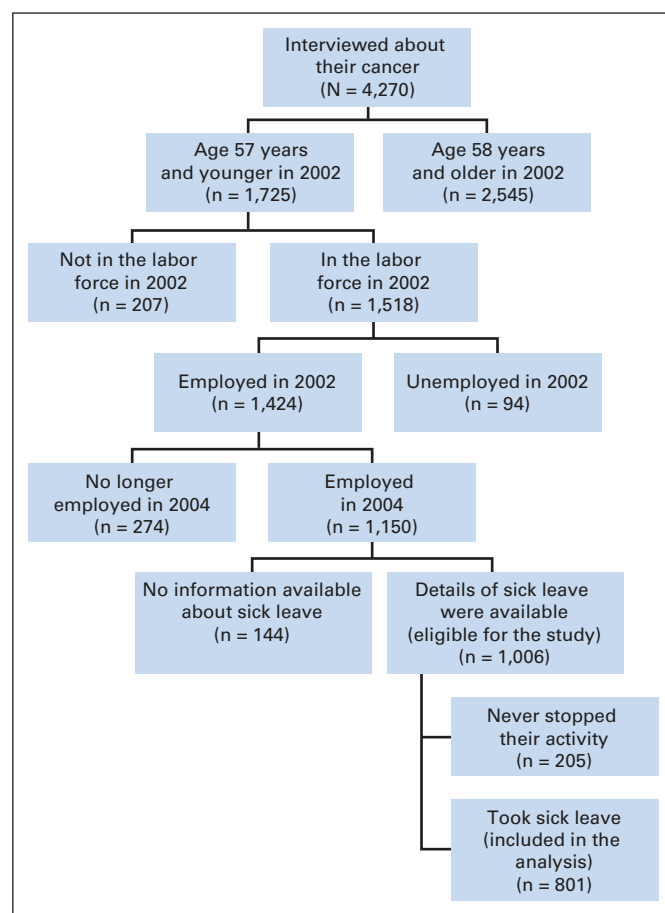 Interviewed about
their cancer
(N = 4,270)
Age 57 years
and younger in 2002
(n = 1,725)
Age 58 years
and older in 2002
(n = 2,545)
Not in the labor
force in 2002
(n = 207)
In the labor
force in 2002
(n = 1,518)
Employed in 2002
(n = 1,424)
Unemployed in 2002
(n = 94)
No longer
employed in 2004
(n = 274)
Employed
in 2004
(n = 1,150)
No information available
about sick leave
(n = 144)
Details of sick leave
were available
(eligible for the study)
(n = 1,006)
Never stopped
their activity
(n = 205)
Took sick leave
(included in the
analysis)
(n = 801)